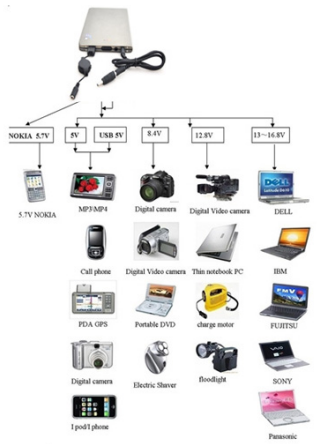 NOKIA 5.7V
5V
USB 5V
8.4V
12.8V
13～16.8V
5.7V NOKIA
MP3\MP4
Digital camera
Digital Video camera
DELL
DELL
Call phone
Digital Video camera
Thin notebook PC
IBM
PDA GPS
Portable DVD
charge motor
FUJITSU
Digital camera
Electric Shaver
floodlight
SONY
I pod/I phone
Panasonic